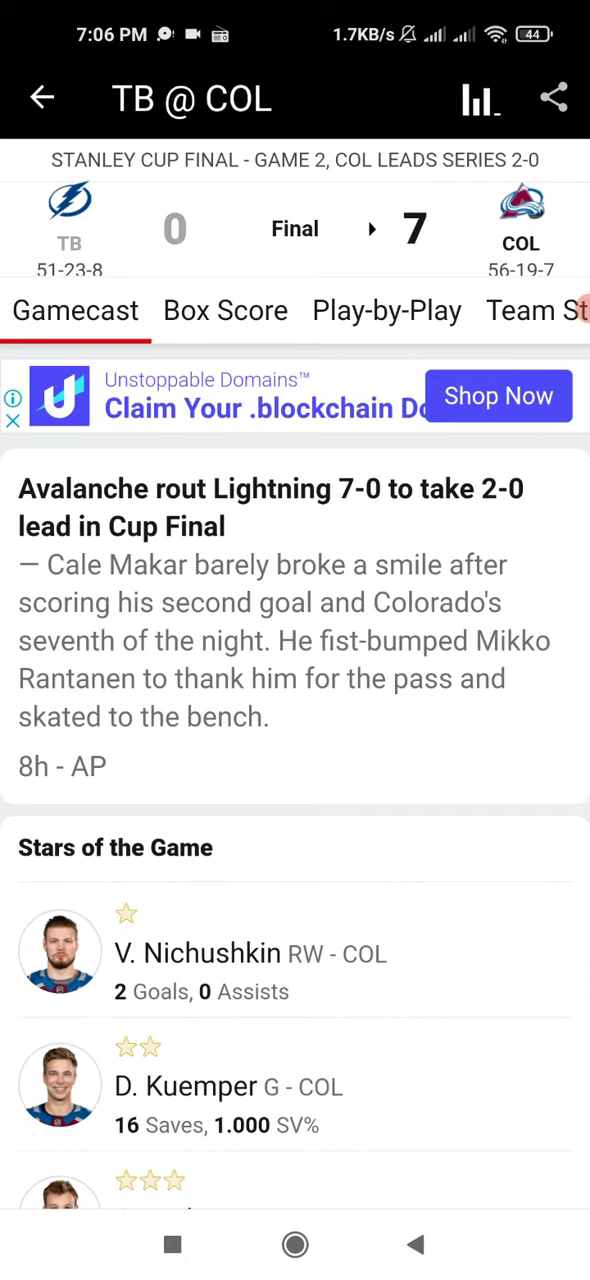 7:06 PM 1.7KB/s 44
TB @ COL
STANLEY CUP FINAL - GAME 2, COL LEADS SERIES 2-0
TB 0 Final 7 COL
51-23-8 56-19-7
Gamecast Box Score Play-by-Play Team St
Unstoppable Domains™
Claim Your .blockchain Do
Shop Now
Avalanche rout Lightning 7-0 to take 2-0
lead in Cup Final
— Cale Makar barely broke a smile after
scoring his second goal and Colorado's
seventh of the night. He fist-bumped Mikko
Rantanen to thank him for the pass and
skated to the bench.
8h - AP
Stars of the Game
V. Nichushkin RW - COL
2 Goals, 0 Assists
D. Kuemper G - COL
16 Saves, 1.000 SV%